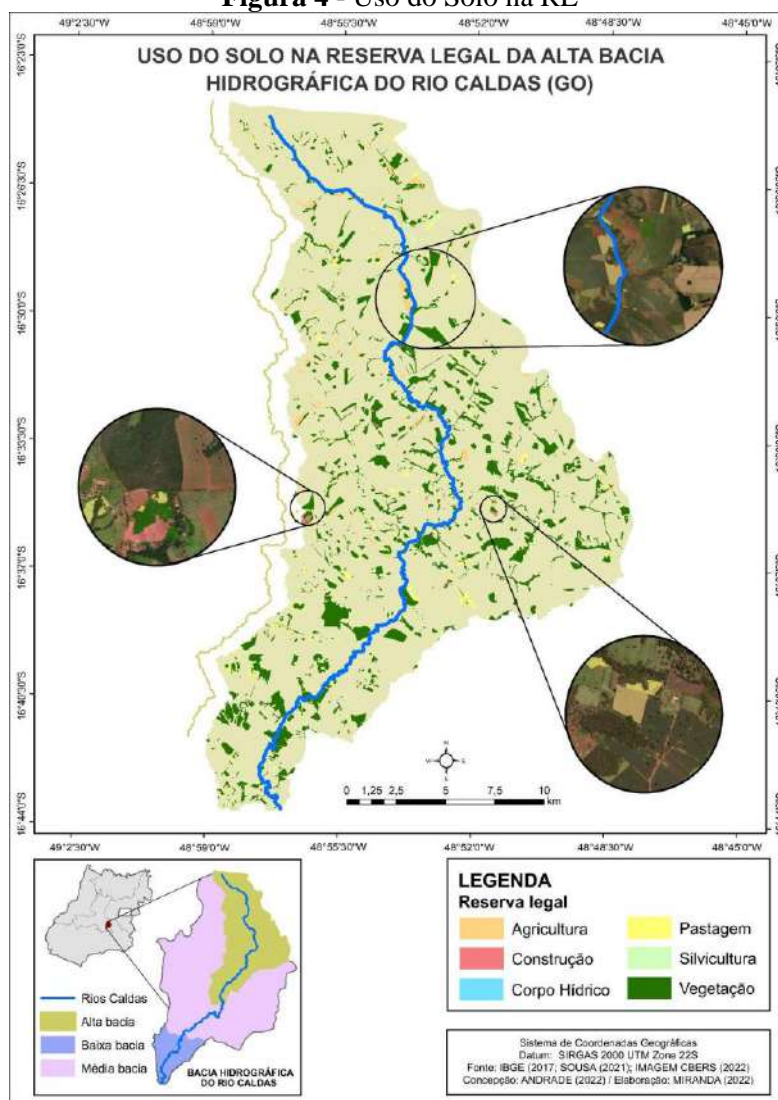 Figura 4 - Uso do Solo na RL
49°2'30"W 48°59'0"W 48°55'30"W 48°52'0"W 48°48'30"W 48°45'0"W
USO DO SOLO NA RESERVA LEGAL DA ALTA BACIA
HIDROGRÁFICA DO RIO CALDAS (GO)
16°23'0"S
16°26'30"S
16°30'0"S
16°33'30"S
16°37'0"S
16°40'30"S
16°44'0"S
N
W E
S
0 1,25 2,5 5 7,5 10
km
49°2'30"W 48°59'0"W 48°55'30"W 48°52'0"W 48°48'30"W 48°45'0"W
Rios Caldas
Alta bacia
Baixa bacia
Média bacia
BACIA HIDROGRÁFICA
DO RIO CALDAS
LEGENDA
Reserva legal
Agricultura
Construção
Corpo Hídrico
Pastagem
Silvicultura
Vegetação
Sistema de Coordenadas Geográficas
Datum: SIRGAS 2000 UTM Zone 22S
Fonte: IBGE (2017; SOUSA (2021); IMAGEM CBERS (2022)
Concepção: ANDRADE (2022) / Elaboração: MIRANDA (2022)